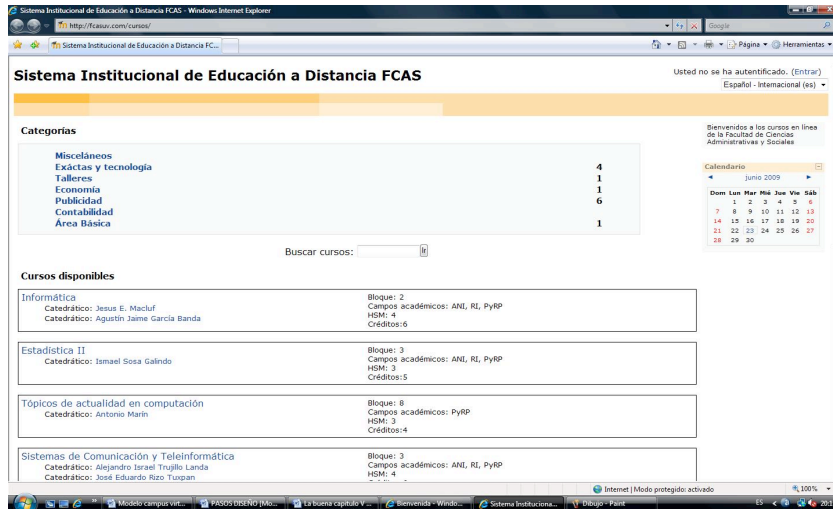 Sistema Institucional de Educación a Distancia FCAS - Windows Internet Explorer
http://fcasuv.com/cursos/
Google
Sistema Institucional de Educación a Distancia FC...
Página
Herramientas
Sistema Institucional de Educación a Distancia FCAS
Usted no se ha autentificado. (Entrar)
Español - Internacional (es)
Categorías
Misceláneos
Exáctas y tecnología 4
Talleres 1
Economía 1
Publicidad 6
Contabilidad
Área Básica 1
Bienvenidos a los cursos en línea
de la Facultad de Ciencias
Administrativas y Sociales
Calendario
junio 2009
Dom Lun Mar Mié Jue Vie Sáb
1 2 3 4 5 6
7 8 9 10 11 12 13
14 15 16 17 18 19 20
21 22 23 24 25 26 27
28 29 30
Buscar cursos: Ir
Cursos disponibles
Informática
Catedrático: Jesus E. Macluf
Catedrático: Agustín Jaime García Banda
Bloque: 2
Campos académicos: ANI, RI, PyRP
HSM: 4
Créditos:6
Estadística II
Catedrático: Ismael Sosa Galindo
Bloque: 3
Campos académicos: ANI, RI, PyRP
HSM: 3
Créditos:5
Tópicos de actualidad en computación
Catedrático: Antonio Marín
Bloque: 8
Campos académicos: PyRP
HSM: 3
Créditos:4
Sistemas de Comunicación y Teleinformática
Catedrático: Alejandro Israel Trujillo Landa
Catedrático: José Eduardo Rizo Tuxpan
Bloque: 3
Campos académicos: ANI, RI, PyRP
HSM: 4
Internet | Modo protegido: activado
100%
Modelo campus virt...
PASOS DISEÑO [Mo...
La buena capitulo V ...
Bienvenida - Windo...
Sistema Instituciona...
Dibujo - Paint
ES